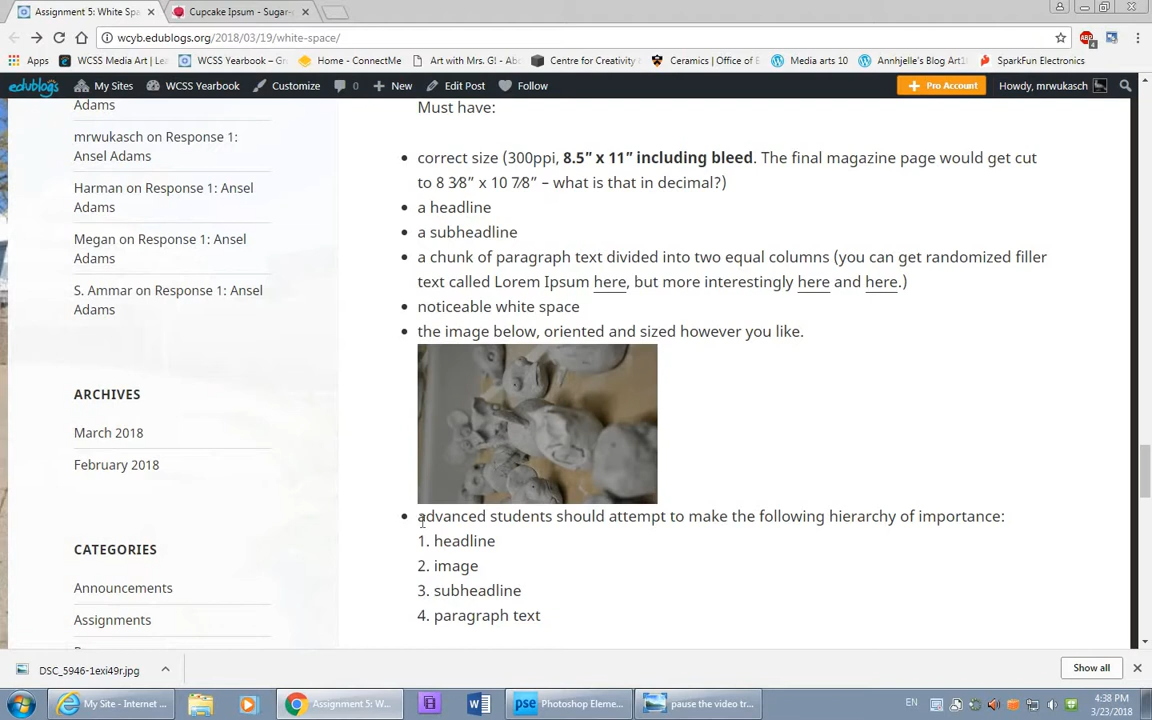 Assignment 5: White Spa
Cupcake Ipsum - Sugar-
wcyb.edublogs.org/2018/03/19/white-space/
4
Apps
WCSS Media Art | Lea
WCSS Yearbook – Gro
Home - ConnectMe
Art with Mrs. G! - Abo
Centre for Creativity
Ceramics | Office of E
Media arts 10
Annhjelle's Blog Art1
SparkFun Electronics
edublogs
My Sites
WCSS Yearbook
Customize
0
New
Edit Post
Follow
Pro Account
Howdy, mrwukasch
Adams
mrwukasch on Response 1:
Ansel Adams
Harman on Response 1: Ansel
Adams
Megan on Response 1: Ansel
Adams
S. Ammar on Response 1: Ansel
Adams
ARCHIVES
March 2018
February 2018
CATEGORIES
Announcements
Assignments
Must have:
• correct size (300ppi, 8.5” x 11” including bleed. The final magazine page would get cut
to 8 3⁄8” x 10 7⁄8” – what is that in decimal?)
• a headline
• a subheadline
• a chunk of paragraph text divided into two equal columns (you can get randomized filler
text called Lorem Ipsum here, but more interestingly here and here.)
• noticeable white space
• the image below, oriented and sized however you like.
• advanced students should attempt to make the following hierarchy of importance:
1. headline
2. image
3. subheadline
4. paragraph text
DSC_5946-1exi49r.jpg
Show all
My Site - Internet ...
Assignment 5: W...
pse
Photoshop Eleme...
pause the video tr...
EN
4:38 PM
3/23/2018